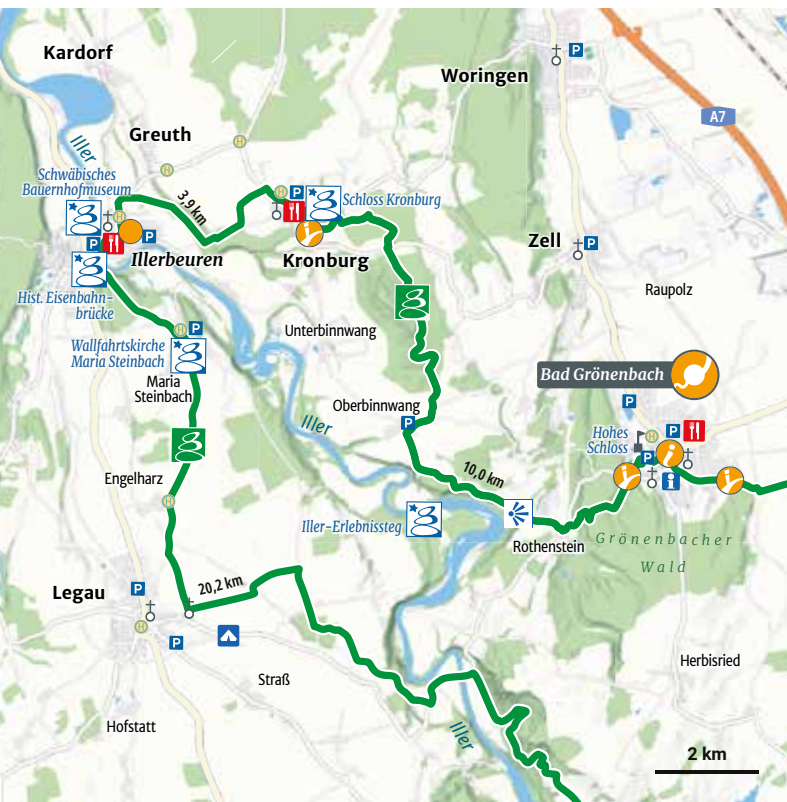 Kardorf
Woringen
P
A7
Greuth
Iller
H
Schwäbisches
Bauernhofmuseum
H
3,9 km
H
P
Schloss Kronburg
H
P
P
Illerbeuren
Kronburg
Zell
P
Hist. Eisenbahn-
brücke
Raupolz
H
P
Unterbinnwang
Wallfahrtskirche
Maria Steinbach
Maria
Steinbach
Bad Grönenbach
Oberbinnwang
P
P
Iller
Hohes
Schloss
H
P
i
P
Engelharz
10,0 km
i
H
Iller-Erlebnissteg
Rothenstein
Grönenbacher
Wald
Legau
P
20,2 km
H
P
Straß
Herbisried
Hofstatt
Iller
2 km